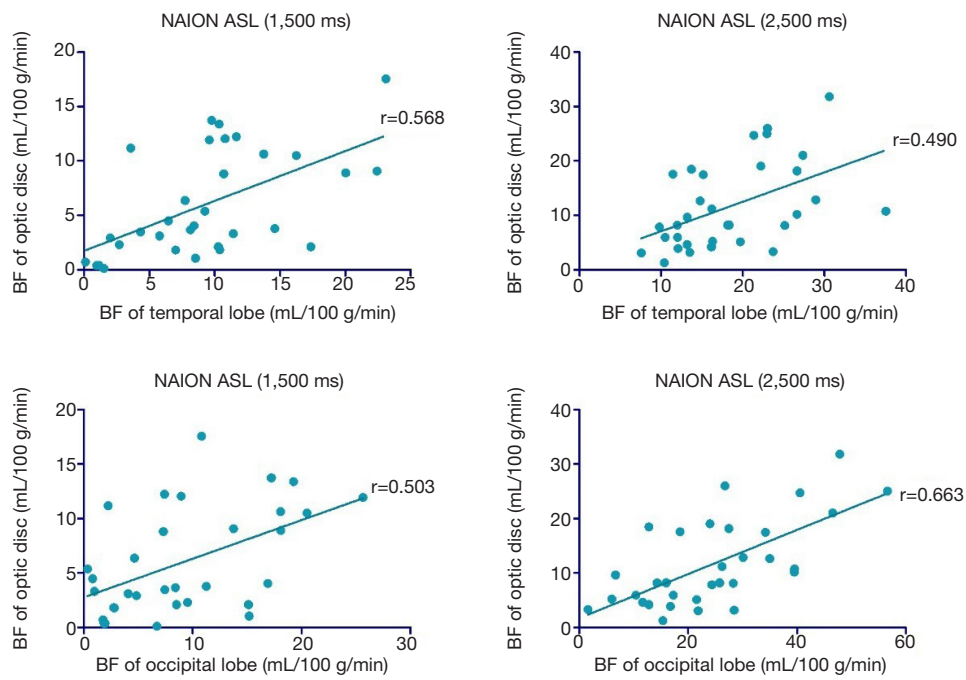 NAION ASL (1,500 ms)
20
15
10
5
0
0
5
10
15
20
25
r=0.568
BF of optic disc (mL/100 g/min)
BF of temporal lobe (mL/100 g/min)
NAION ASL (2,500 ms)
40
30
20
10
0
0
10
20
30
40
r=0.490
BF of optic disc (mL/100 g/min)
BF of temporal lobe (mL/100 g/min)
NAION ASL (1,500 ms)
20
15
10
5
0
0
10
20
30
r=0.503
BF of optic disc (mL/100 g/min)
BF of occipital lobe (mL/100 g/min)
NAION ASL (2,500 ms)
40
30
20
10
0
0
20
40
60
r=0.663
BF of optic disc (mL/100 g/min)
BF of occipital lobe (mL/100 g/min)